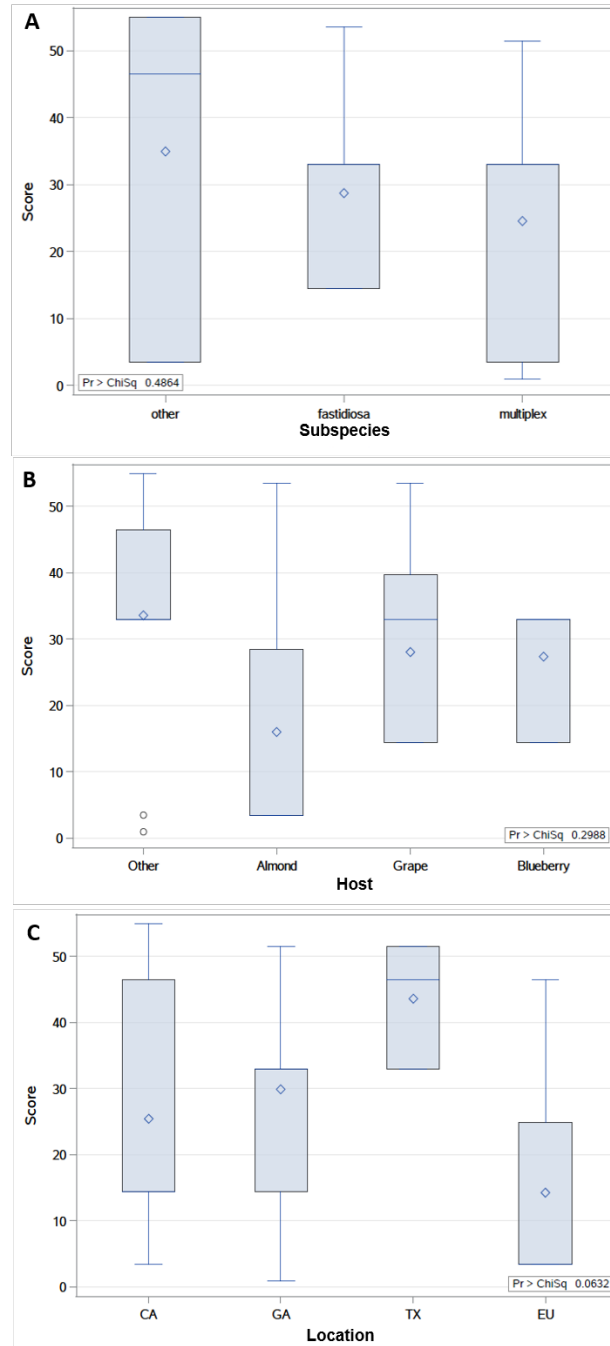 A
Score
50
40
30
20
10
0
Pr > ChiSq 0.4864
other fastidiosa multiplex
Subspecies
B
Score
50
40
30
20
10
0
Pr > ChiSq 0.2988
Other Almond Grape Blueberry
Host
C
Score
50
40
30
20
10
0
Pr > ChiSq 0.0632
CA GA TX EU
Location